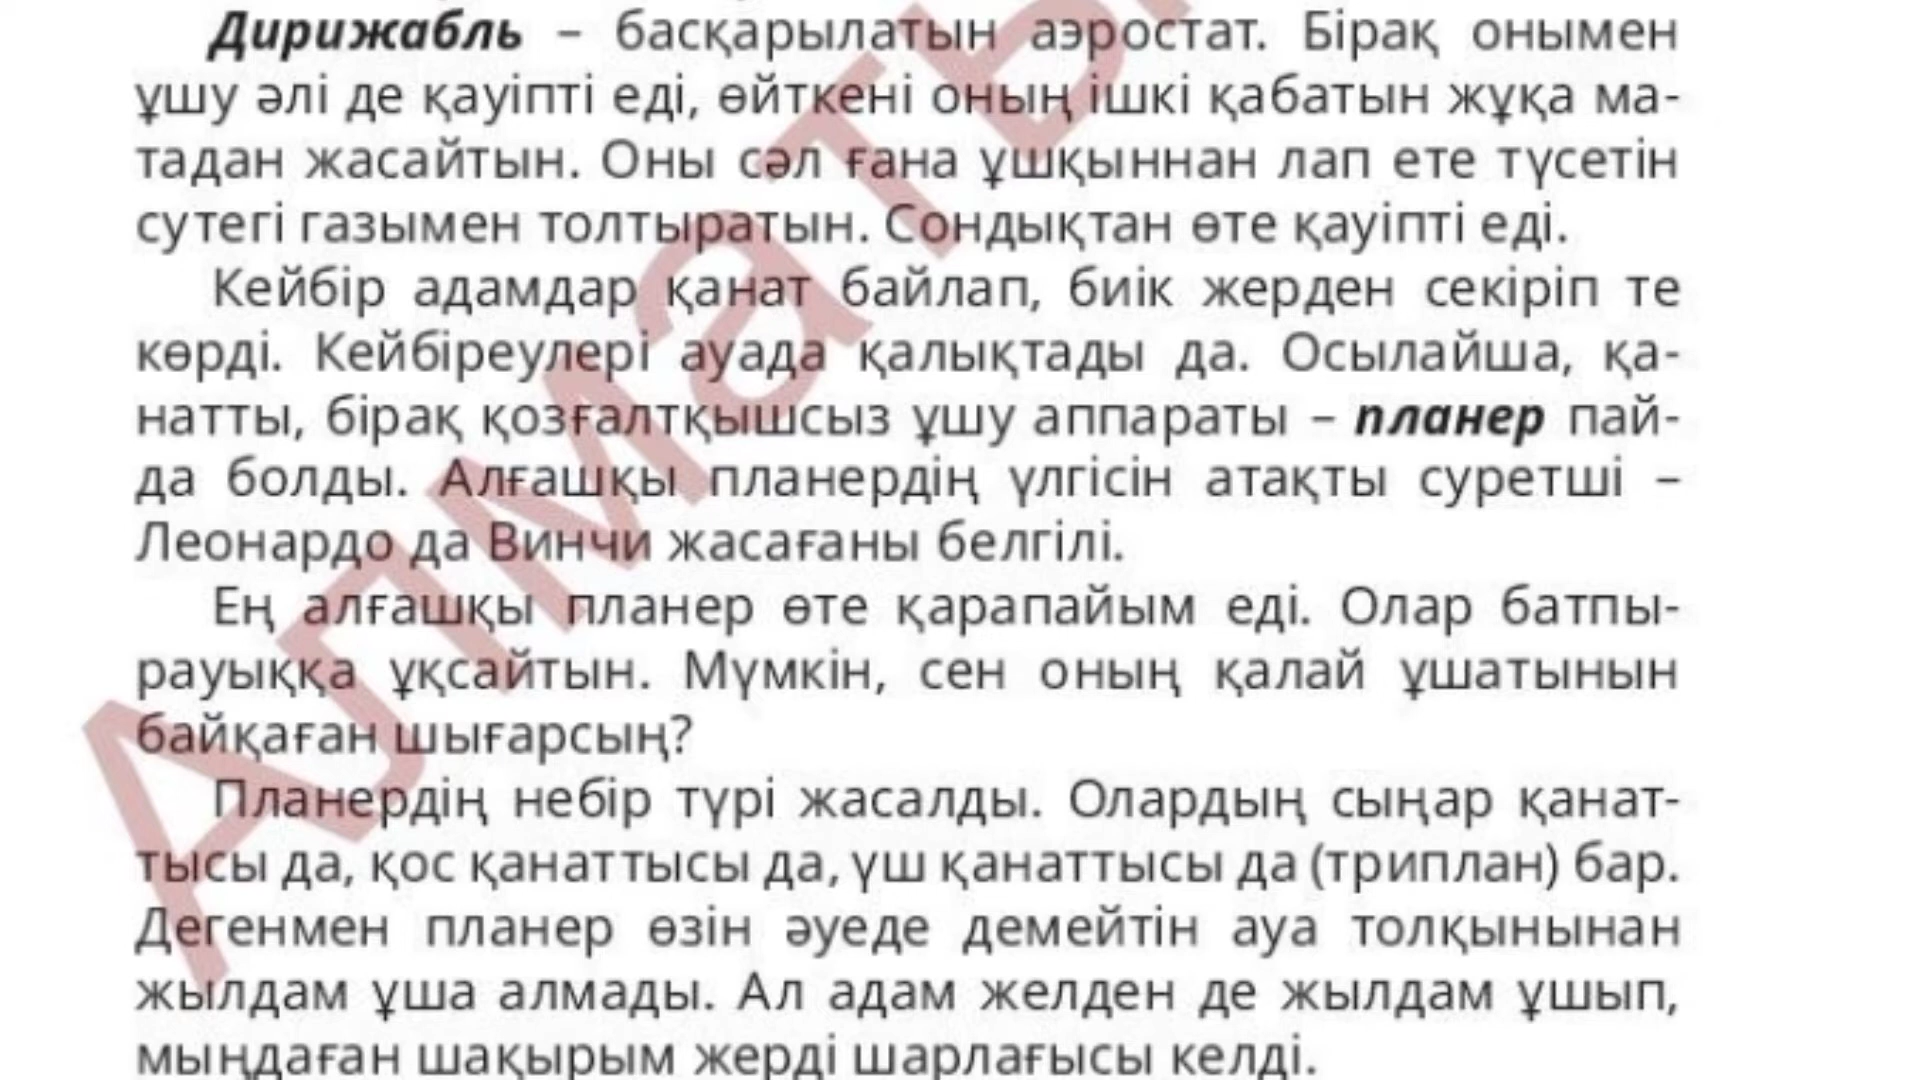 Дирижабль – басқарылатын аэростат. Бірақ онымен
ұшу әлі де қауіпті еді, өйткені оның ішкі қабатын жұқа ма-
тадан жасайтын. Оны сәл ғана ұшқыннан лап ете түсетін
сутегі газымен толтыратын. Сондықтан өте қауіпті еді.
Кейбір адамдар қанат байлап, биік жерден секіріп те
көрді. Кейбіреулері ауада қалықтады да. Осылайша, қа-
натты, бірақ қозғалтқышсыз ұшу аппараты – планер пай-
да болды. Алғашқы планердің үлгісін атақты суретші –
Леонардо да Винчи жасағаны белгілі.
Ең алғашқы планер өте қарапайым еді. Олар батпы-
рауыққа ұқсайтын. Мүмкін, сен оның қалай ұшатынын
байқаған шығарсың?
Планердің небір түрі жасалды. Олардың сыңар қанат-
тысы да, қос қанаттысы да, үш қанаттысы да (триплан) бар.
Дегенмен планер өзін әуеде демейтін ауа толқынынан
жылдам ұша алмады. Ал адам желден де жылдам ұшып,
мыңдаған шақырым жерді шарлағысы келді.
Алматы